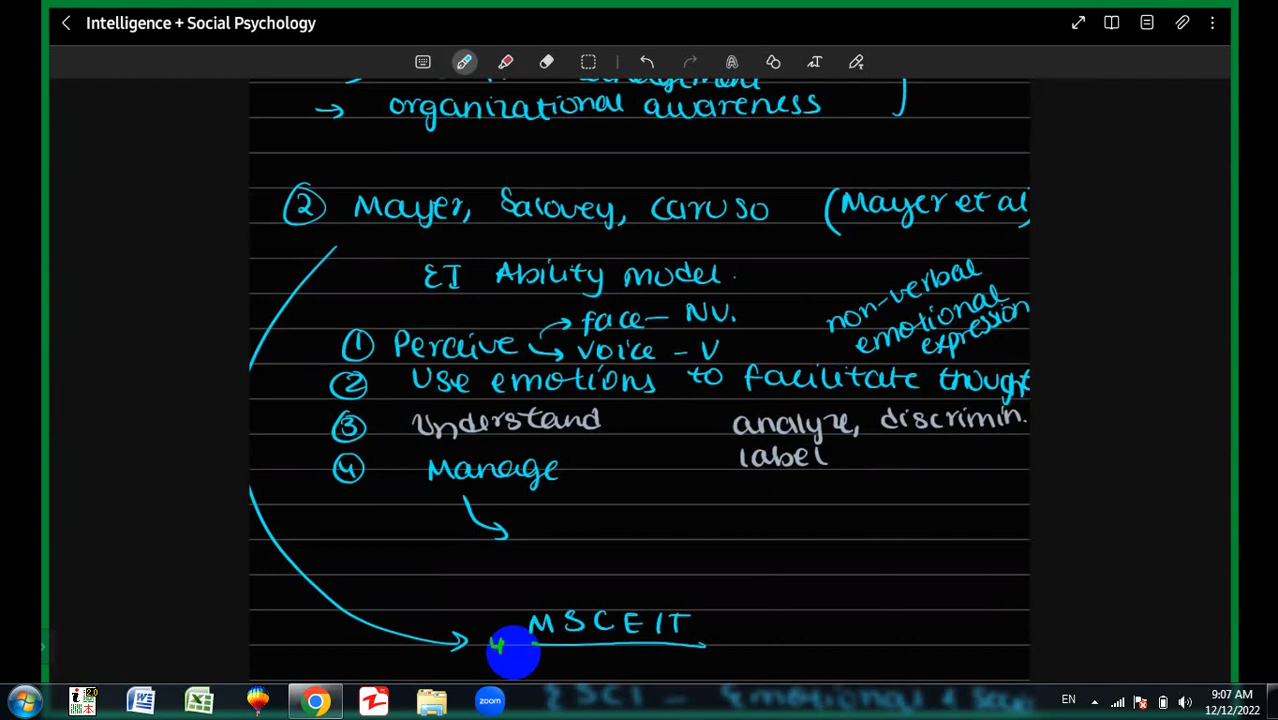 Intelligence + Social Psychology
→ organizational awareness
② Mayer, Salovey, Caruso (Mayer et al
EI Ability model.
① Perceive → face - NV.
→ voice - V
non-verbal
emotional
expression
② Use emotions to facilitate thought
③ Understand analyze, discrimin.
label
④ Manage
MSCEIT
4
zoom
EN
9:07 AM
12/12/2022